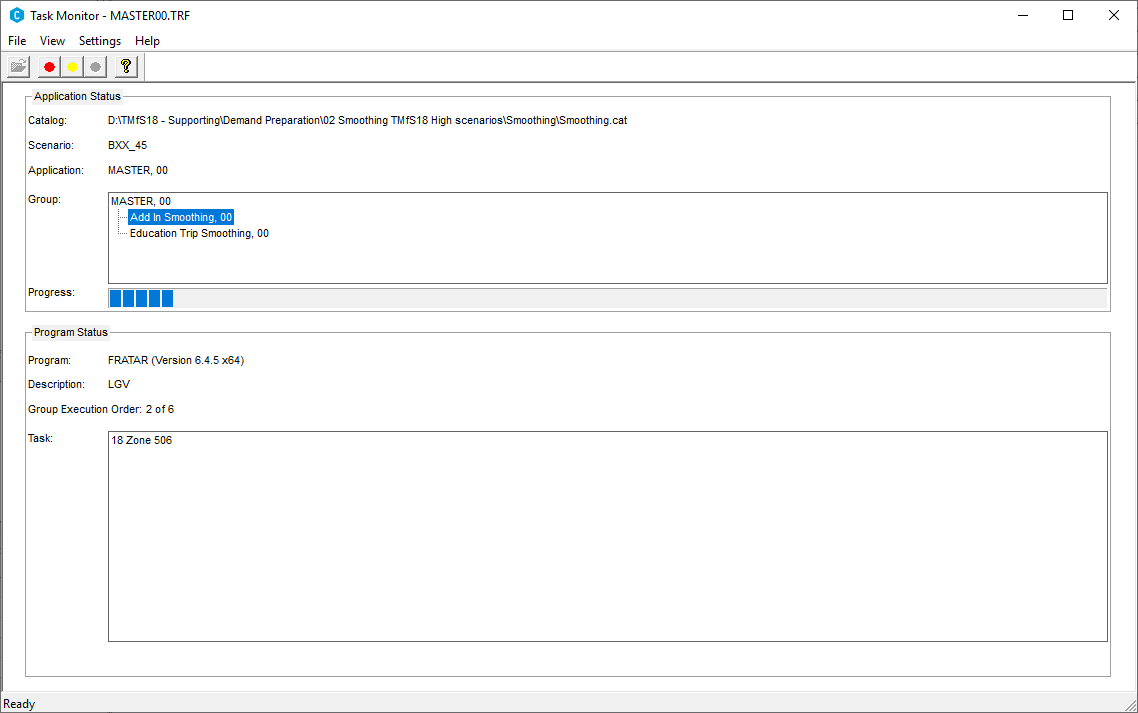 Task Monitor - MASTER00.TRF
File View Settings Help
Application Status
Catalog: D:\TMfS18 - Supporting\Demand Preparation\02 Smoothing TMfS18 High scenarios\Smoothing\Smoothing.cat
Scenario: BXX_45
Application: MASTER, 00
Group: MASTER, 00
Add In Smoothing, 00
Education Trip Smoothing, 00
Progress:
Program Status
Program: FRATAR (Version 6.4.5 x64)
Description: LGV
Group Execution Order: 2 of 6
Task: 18 Zone 506
Ready